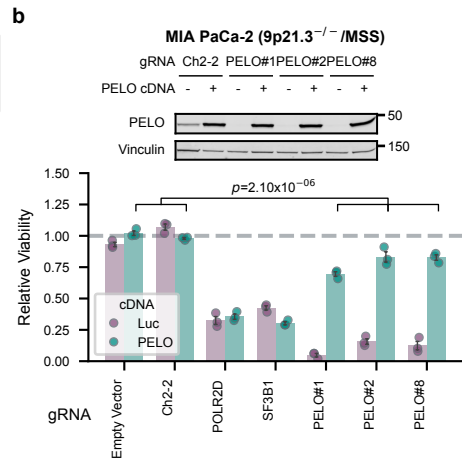 b
MIA PaCa-2 (9p21.3−/−/MSS)
gRNA Ch2-2 PELO#1 PELO#2 PELO#8
PELO cDNA - + - + - + - +
PELO 50
Vinculin 150
p=2.10x10−06
Relative Viability
1.50
1.25
1.00
0.75
0.50
0.25
0.00
cDNA
Luc
PELO
gRNA
Empty Vector
Ch2-2
POLR2D
SF3B1
PELO#1
PELO#2
PELO#8